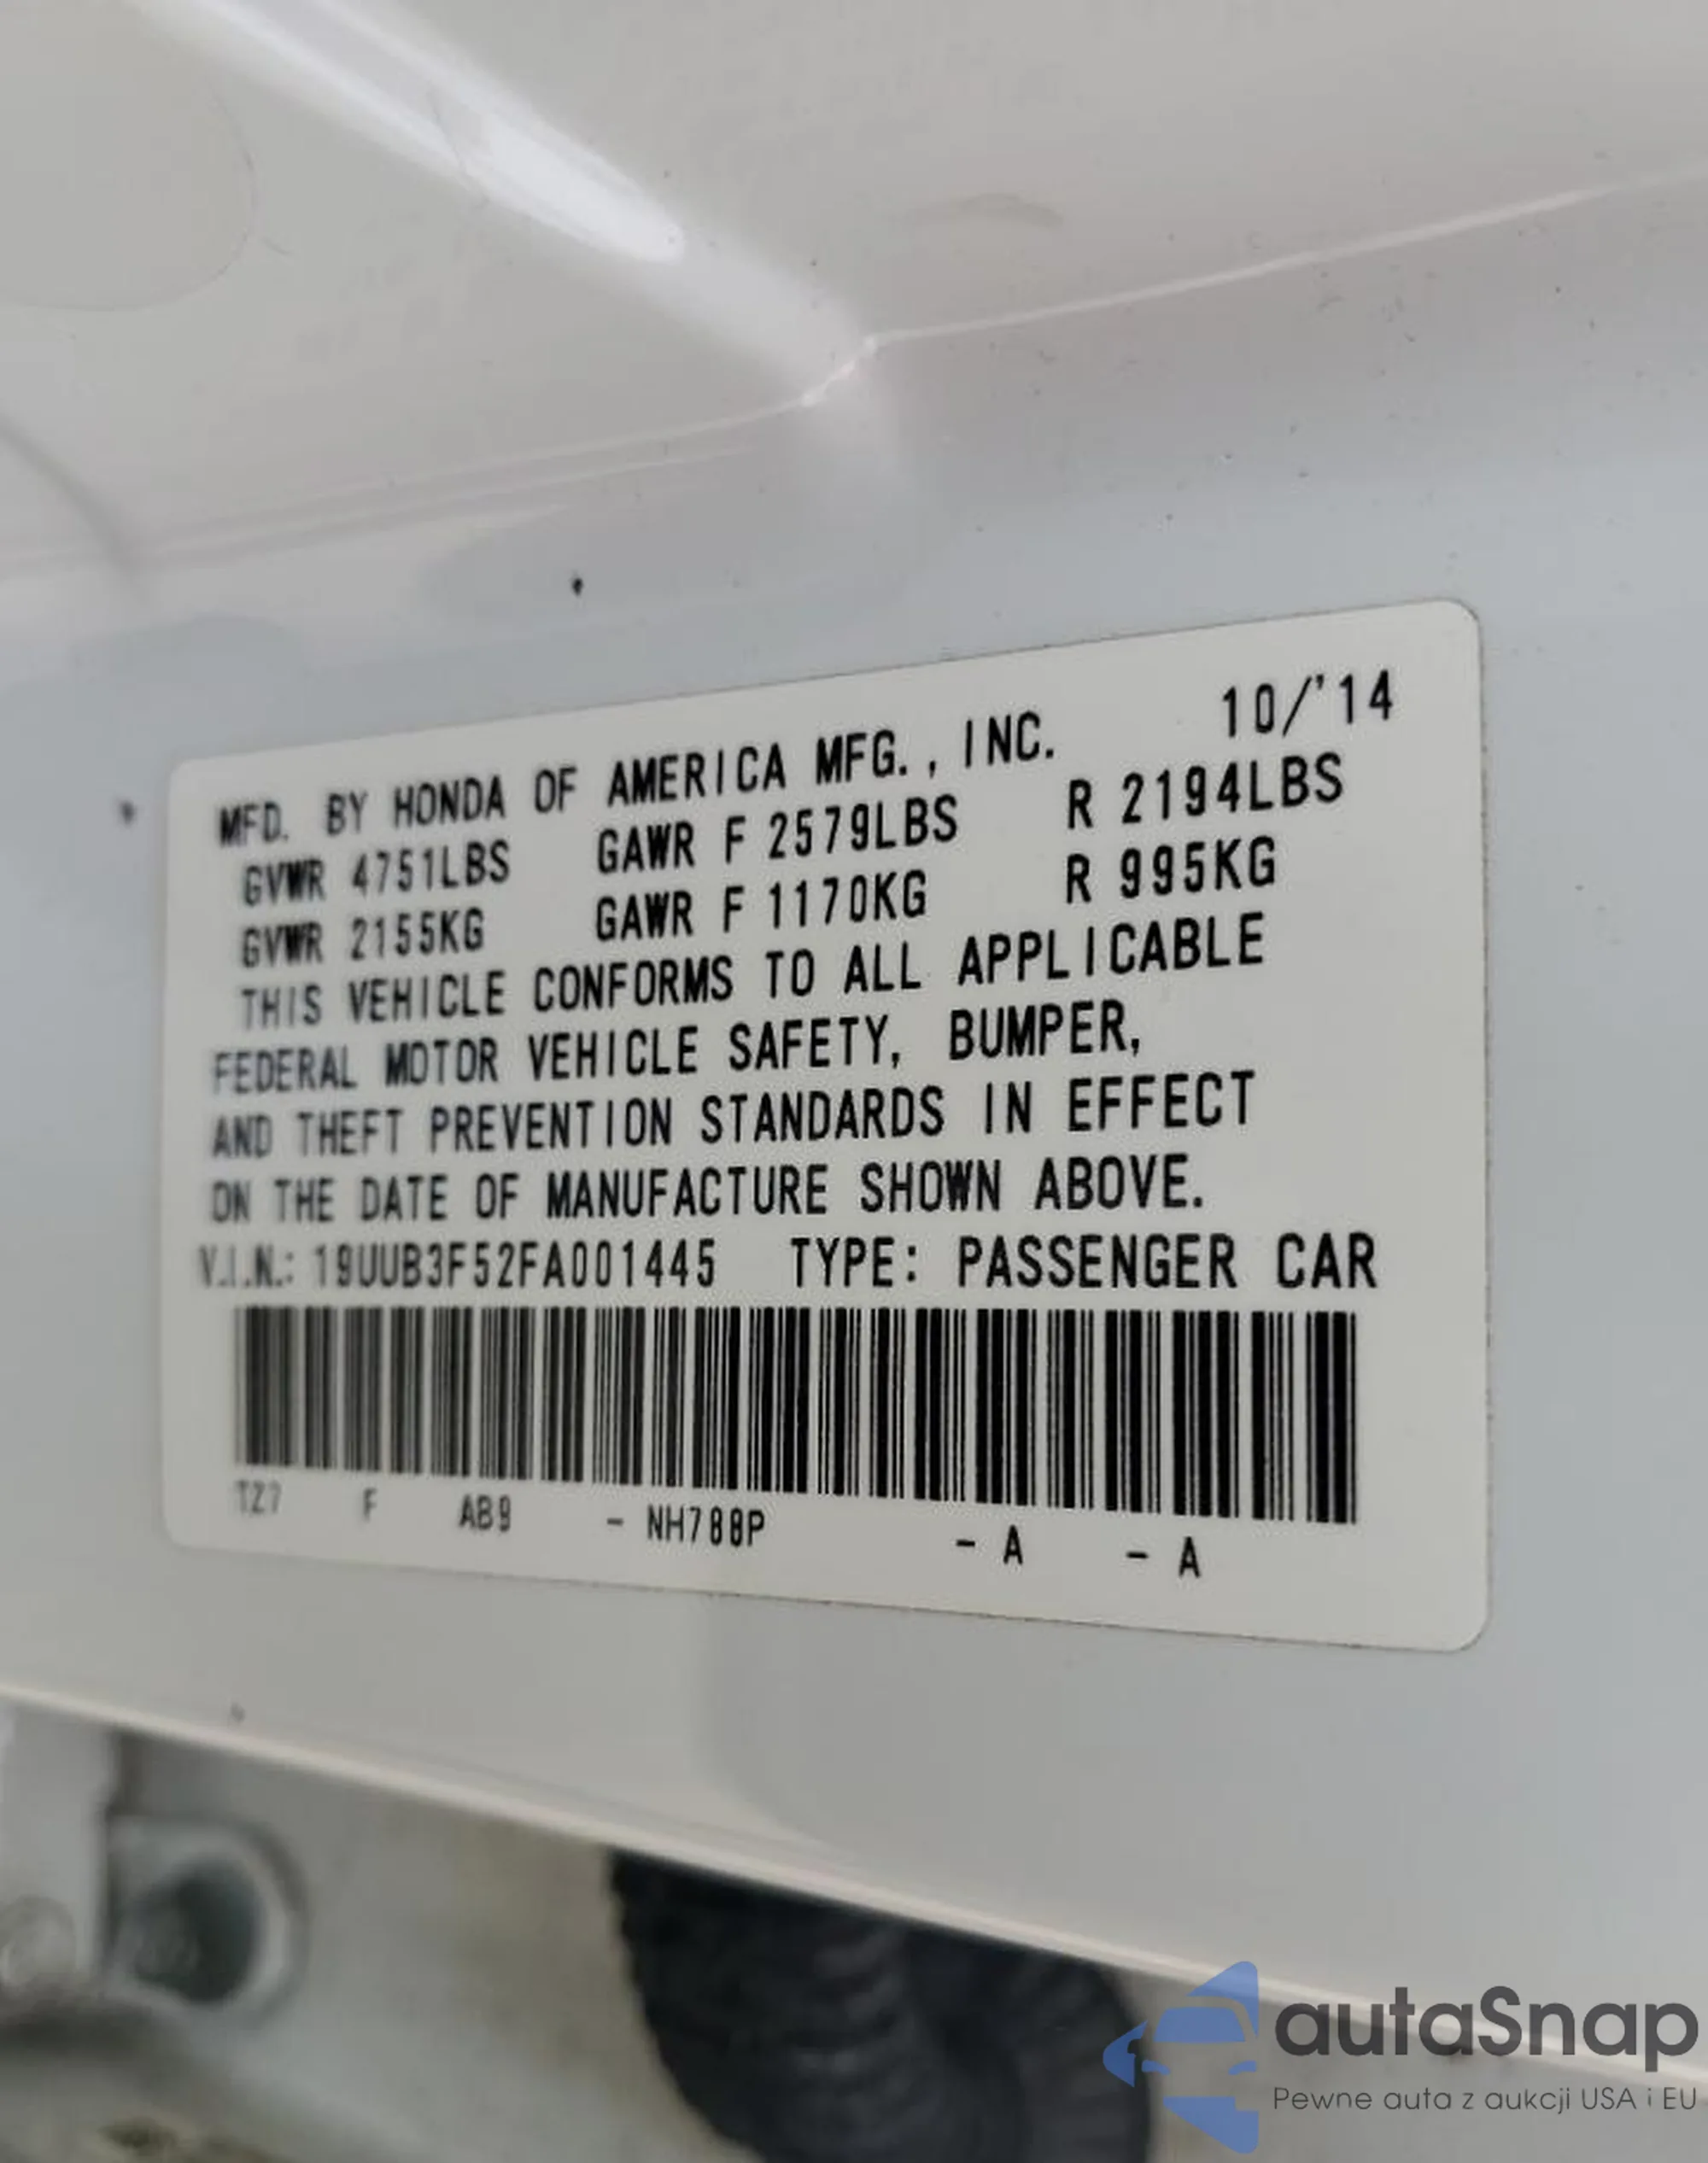 MFD. BY HONDA OF AMERICA MFG., INC. 10/'14
GVWR 4751LBS GAWR F 2579LBS R 2194LBS
GVWR 2155KG GAWR F 1170KG R 995KG
THIS VEHICLE CONFORMS TO ALL APPLICABLE
FEDERAL MOTOR VEHICLE SAFETY, BUMPER,
AND THEFT PREVENTION STANDARDS IN EFFECT
ON THE DATE OF MANUFACTURE SHOWN ABOVE.
V.I.N.: 19UUB3F52FA001445 TYPE: PASSENGER CAR
TZ7 F AB9 - NH788P - A - A
autaSnap
Pewne auta z aukcji USA i EU